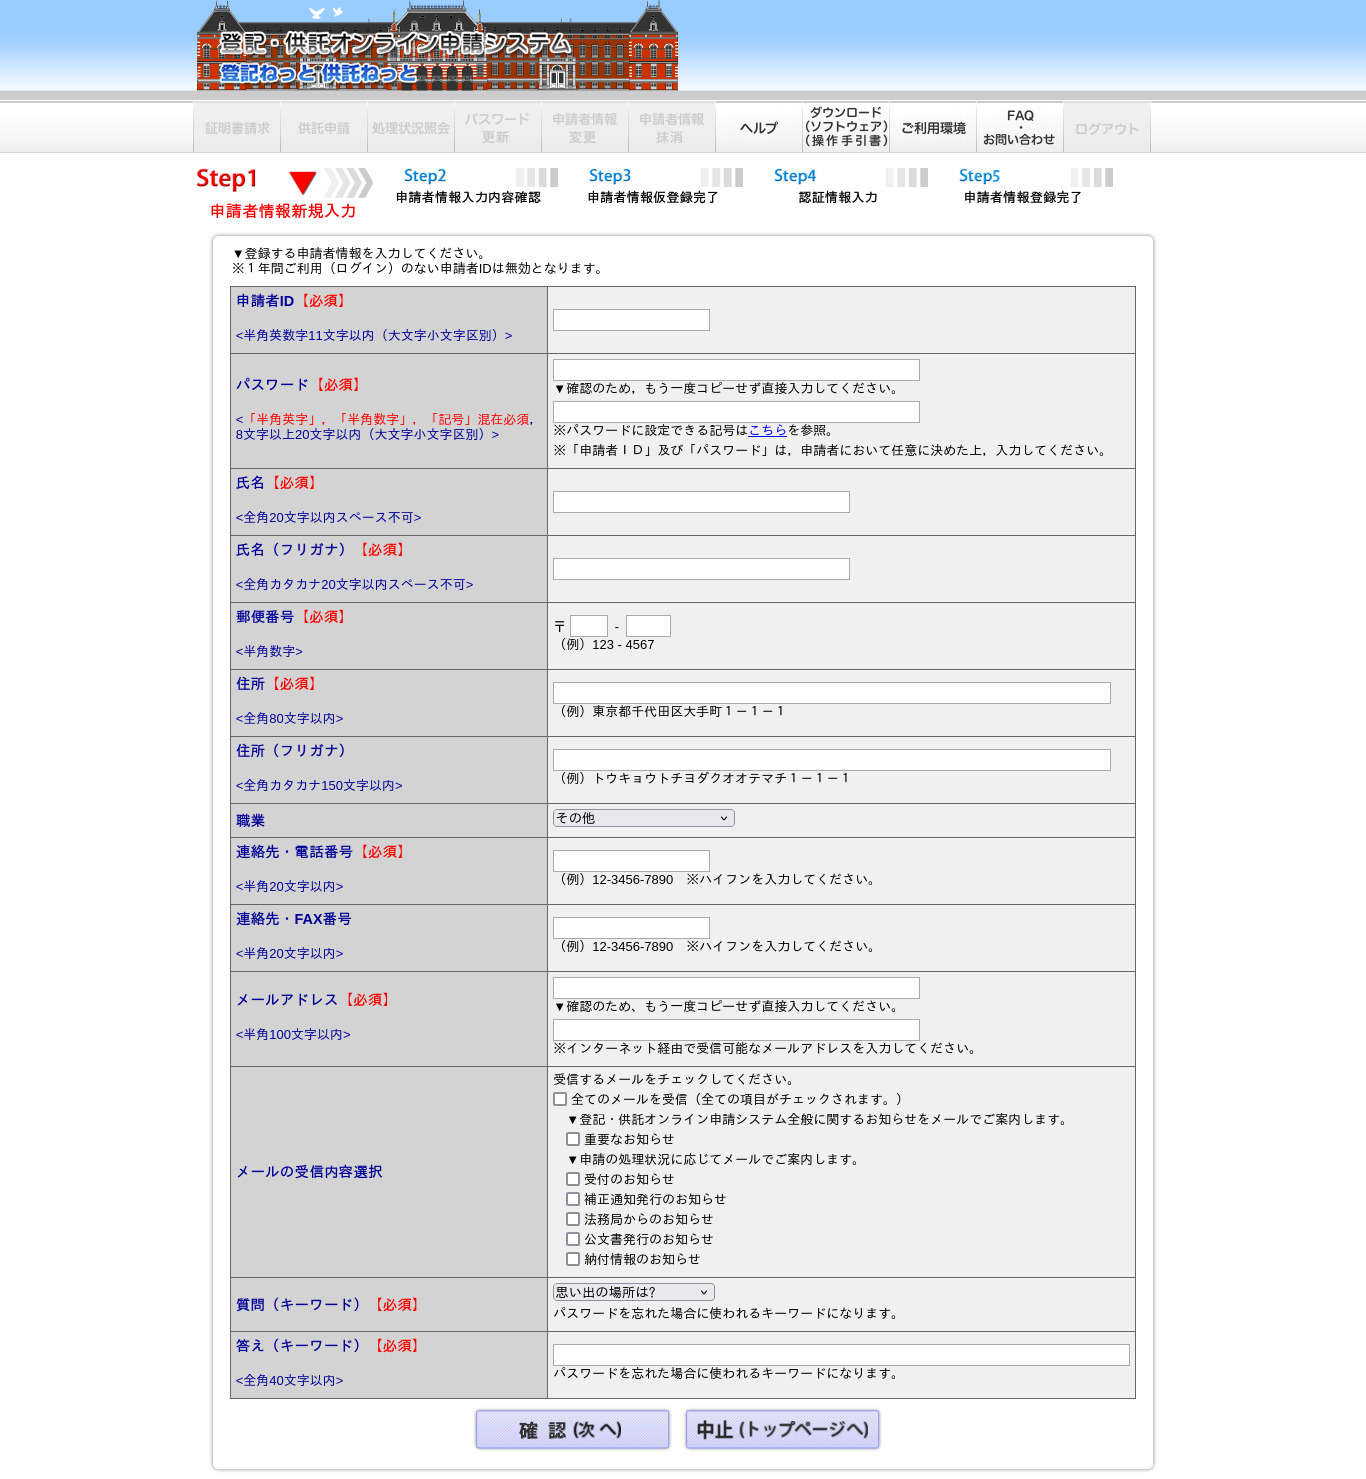 登記・供託オンライン申請システム
登記ねっと 供託ねっと
証明書請求
供託申請
処理状況照会
パスワード
更新
申請者情報
変更
申請者情報
抹消
ヘルプ
ダウンロード
(ソフトウェア)
(操作手引書)
ご利用環境
FAQ
・
お問い合わせ
ログアウト
Step1
申請者情報新規入力
Step2
申請者情報入力内容確認
Step3
申請者情報仮登録完了
Step4
認証情報入力
Step5
申請者情報登録完了
▼登録する申請者情報を入力してください。
※１年間ご利用（ログイン）のない申請者IDは無効となります。
申請者ID【必須】
<半角英数字11文字以内（大文字小文字区別）>
パスワード【必須】
<「半角英字」，「半角数字」，「記号」混在必須，
8文字以上20文字以内（大文字小文字区別）>
▼確認のため，もう一度コピーせず直接入力してください。
※パスワードに設定できる記号はこちらを参照。
※「申請者ＩＤ」及び「パスワード」は，申請者において任意に決めた上，入力してください。
氏名【必須】
<全角20文字以内スペース不可>
氏名（フリガナ）【必須】
<全角カタカナ20文字以内スペース不可>
郵便番号【必須】
<半角数字>
〒 -
（例）123 - 4567
住所【必須】
<全角80文字以内>
（例）東京都千代田区大手町１－１－１
住所（フリガナ）
<全角カタカナ150文字以内>
（例）トウキョウトチヨダクオオテマチ１－１－１
職業
その他
連絡先・電話番号【必須】
<半角20文字以内>
（例）12-3456-7890　※ハイフンを入力してください。
連絡先・FAX番号
<半角20文字以内>
（例）12-3456-7890　※ハイフンを入力してください。
メールアドレス【必須】
<半角100文字以内>
▼確認のため、もう一度コピーせず直接入力してください。
※インターネット経由で受信可能なメールアドレスを入力してください。
メールの受信内容選択
受信するメールをチェックしてください。
全てのメールを受信（全ての項目がチェックされます。）
▼登記・供託オンライン申請システム全般に関するお知らせをメールでご案内します。
重要なお知らせ
▼申請の処理状況に応じてメールでご案内します。
受付のお知らせ
補正通知発行のお知らせ
法務局からのお知らせ
公文書発行のお知らせ
納付情報のお知らせ
質問（キーワード）【必須】
思い出の場所は?
パスワードを忘れた場合に使われるキーワードになります。
答え（キーワード）【必須】
<全角40文字以内>
パスワードを忘れた場合に使われるキーワードになります。
確 認 (次 へ)
中止 (トップページへ)